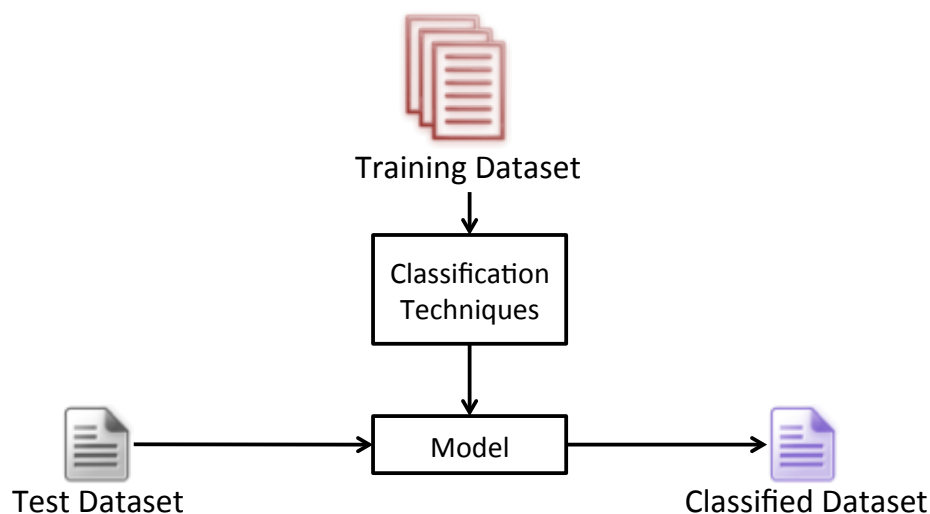 Training Dataset
Classification
Techniques
Model
Test Dataset
Classified Dataset